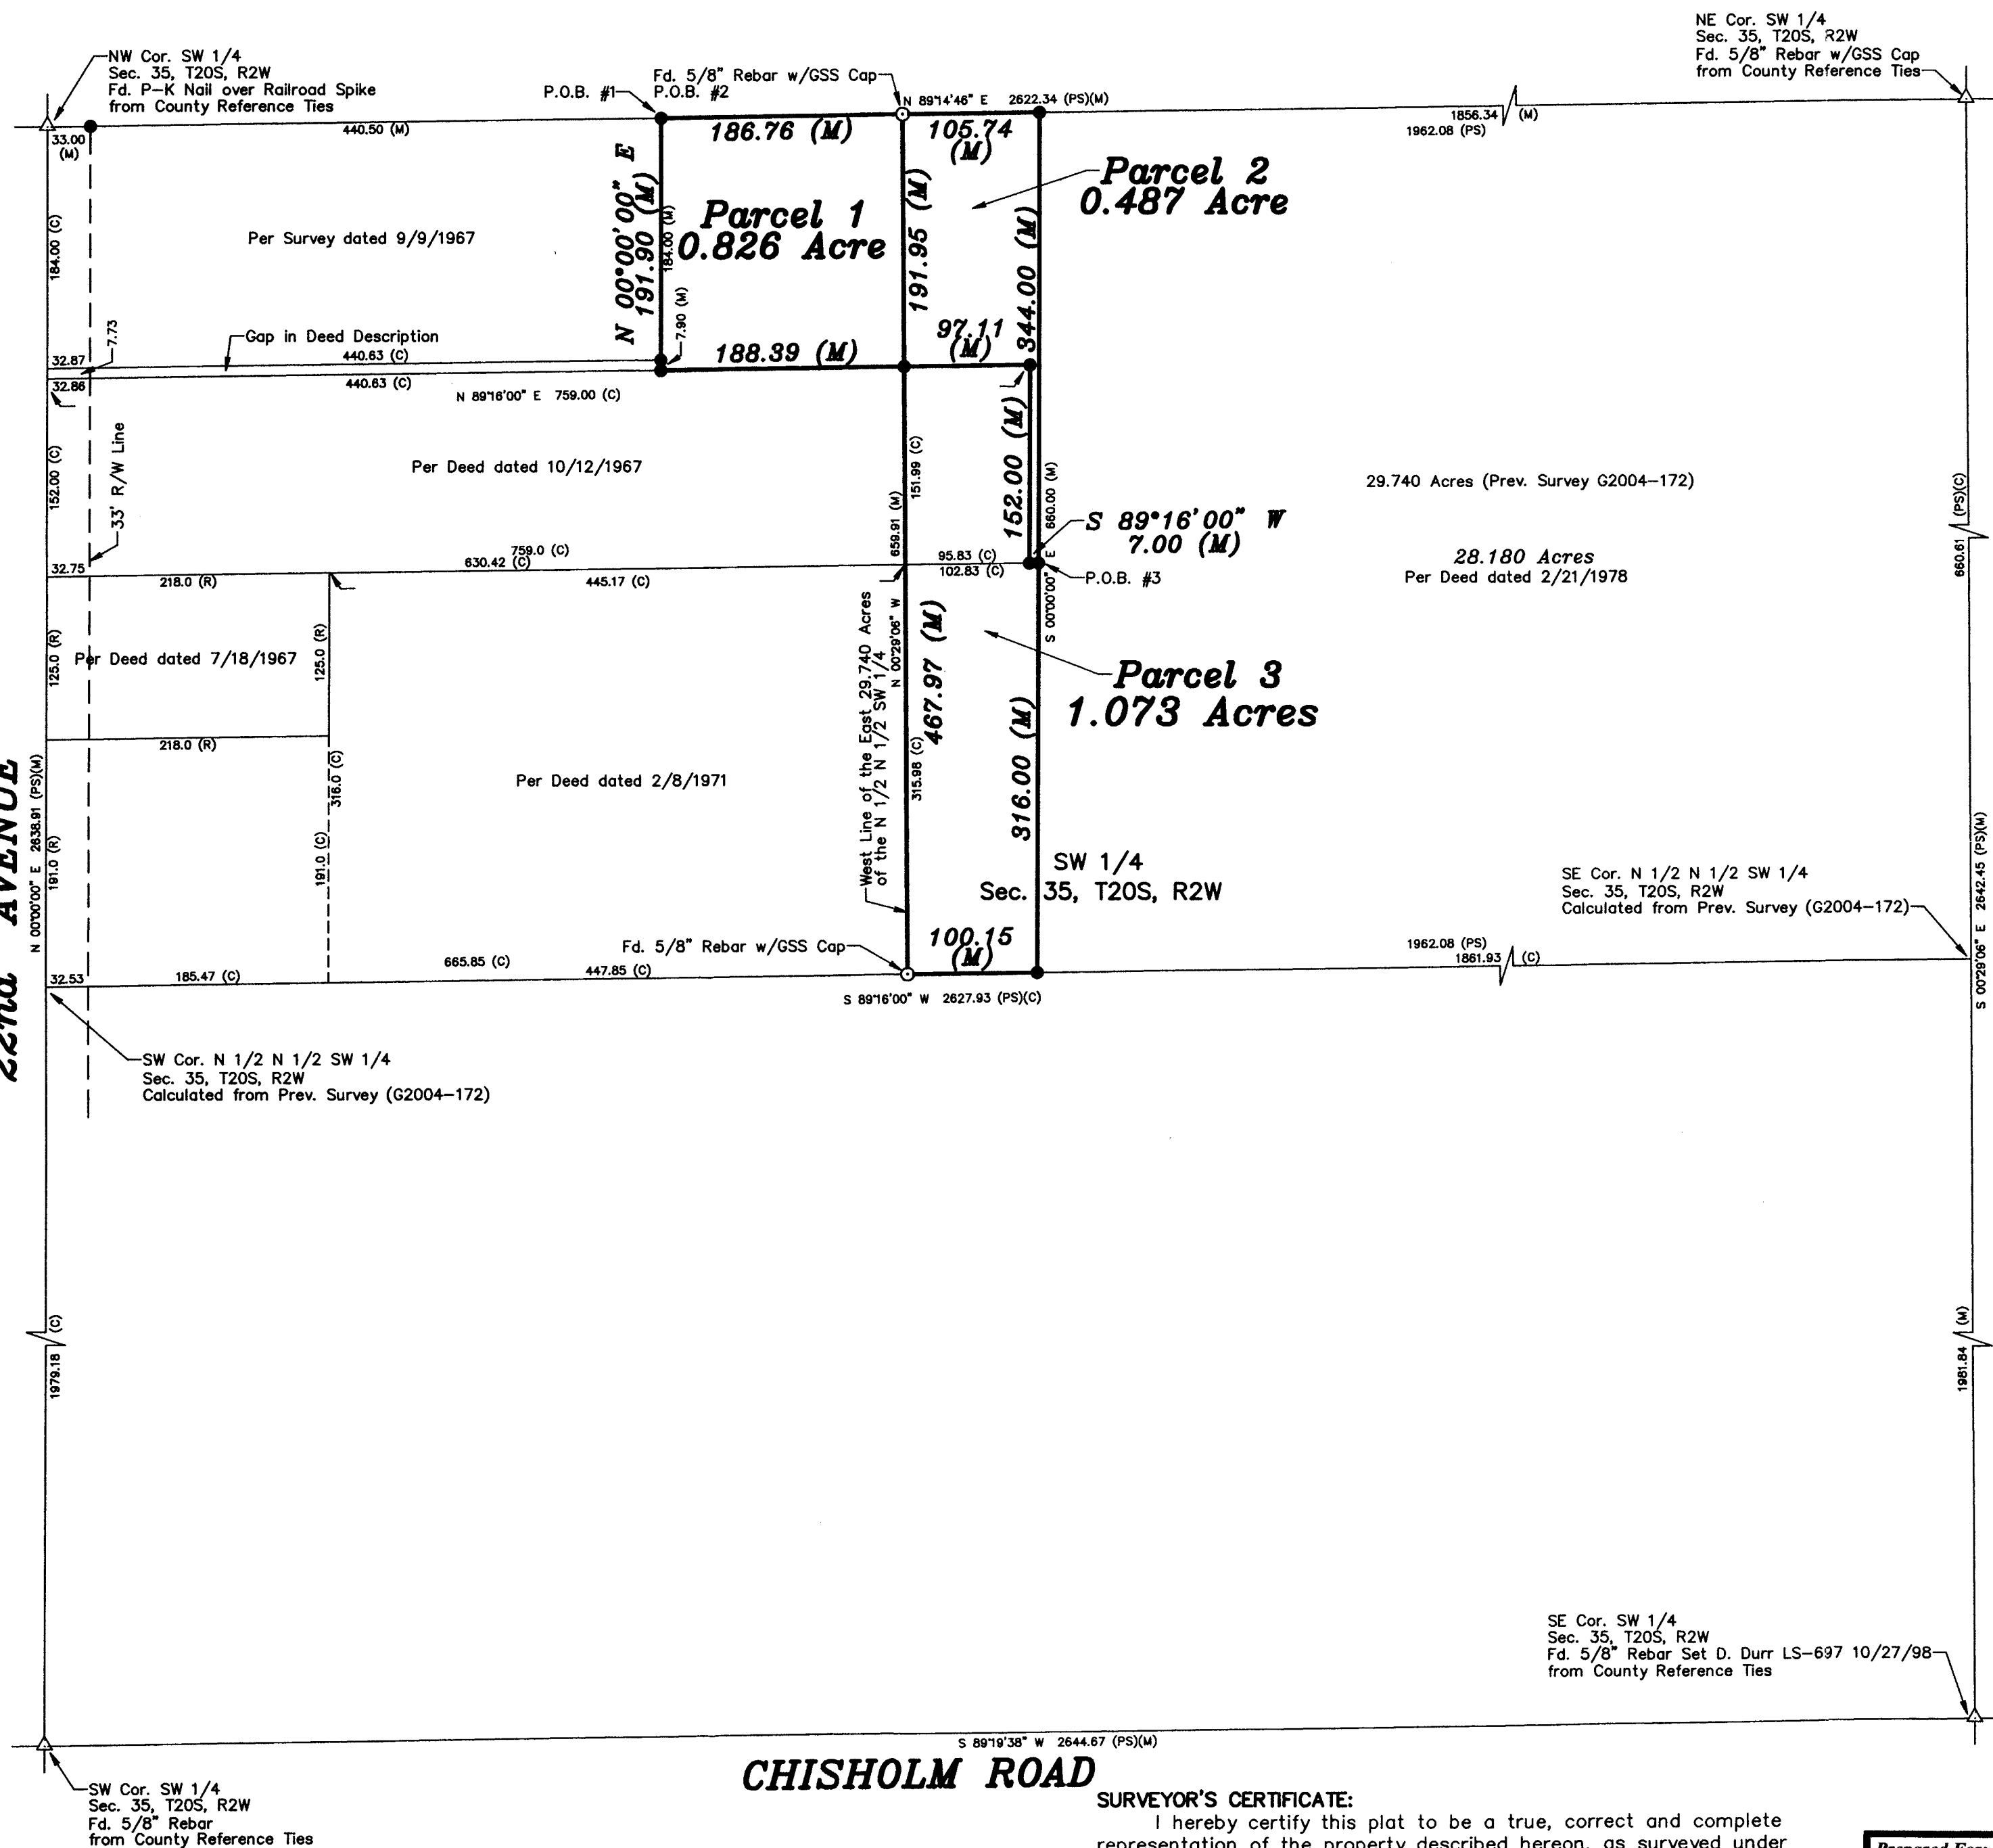 NW Cor. SW 1/4
Sec. 35, T20S, R2W
Fd. P-K Nail over Railroad Spike
from County Reference Ties
P.O.B. #1
Fd. 5/8" Rebar w/GSS Cap
P.O.B. #2
NE Cor. SW 1/4
Sec. 35, T20S, R2W
Fd. 5/8" Rebar w/GSS Cap
from County Reference Ties
N 89°14'46" E 2622.34 (PS)(M)
33.00
(M)
440.50 (M)
186.76 (M)
105.74
(M)
1856.34 (M)
1962.08 (PS)
184.00 (C)
Per Survey dated 9/9/1967
N 00°00'00" E
191.90 (M)
184.00 (M)
Parcel 1
0.826 Acre
191.95 (M)
Parcel 2
0.487 Acre
344.00 (M)
7.73
Gap in Deed Description
7.90 (M)
32.87
440.63 (C)
188.39 (M)
97.11
(M)
32.86
440.63 (C)
N 89°16'00" E 759.00 (C)
152.00 (C)
33' R/W Line
Per Deed dated 10/12/1967
151.99 (C)
659.91 (M)
152.00 (M)
660.00 (M)
29.740 Acres (Prev. Survey G2004-172)
660.61 (PS)(C)
S 89°16'00" W
7.00 (M)
28.180 Acres
Per Deed dated 2/21/1978
32.75
759.0 (C)
630.42 (C)
95.83 (C)
218.0 (R)
445.17 (C)
102.83 (C)
P.O.B. #3
S 00°00'00" E
125.0 (R)
Per Deed dated 7/18/1967
125.0 (R)
West Line of the East 29.740 Acres
of the N 1/2 N 1/2 SW 1/4
N 00°29'06" W
467.97 (M)
Parcel 3
1.073 Acres
218.0 (R)
316.0 (C)
Per Deed dated 2/8/1971
315.98 (C)
316.00 (M)
22nd AVENUE
N 00°00'00" E 2638.91 (PS)(M)
191.0 (R)
191.0 (C)
SW 1/4
Sec. 35, T20S, R2W
SE Cor. N 1/2 N 1/2 SW 1/4
Sec. 35, T20S, R2W
Calculated from Prev. Survey (G2004-172)
S 00°29'06" E 2642.45 (PS)(M)
Fd. 5/8" Rebar w/GSS Cap
100.15
(M)
1962.08 (PS)
1861.93 (C)
32.53
185.47 (C)
665.85 (C)
447.85 (C)
S 89°16'00" W 2627.93 (PS)(C)
SW Cor. N 1/2 N 1/2 SW 1/4
Sec. 35, T20S, R2W
Calculated from Prev. Survey (G2004-172)
1979.18 (C)
1981.84 (M)
SE Cor. SW 1/4
Sec. 35, T20S, R2W
Fd. 5/8" Rebar Set D. Durr LS-697 10/27/98
from County Reference Ties
S 89°19'38" W 2644.67 (PS)(M)
CHISHOLM ROAD
SW Cor. SW 1/4
Sec. 35, T20S, R2W
Fd. 5/8" Rebar
from County Reference Ties
SURVEYOR'S CERTIFICATE:
I hereby certify this plat to be a true, correct and complete
representation of the property described hereon, as surveyed under